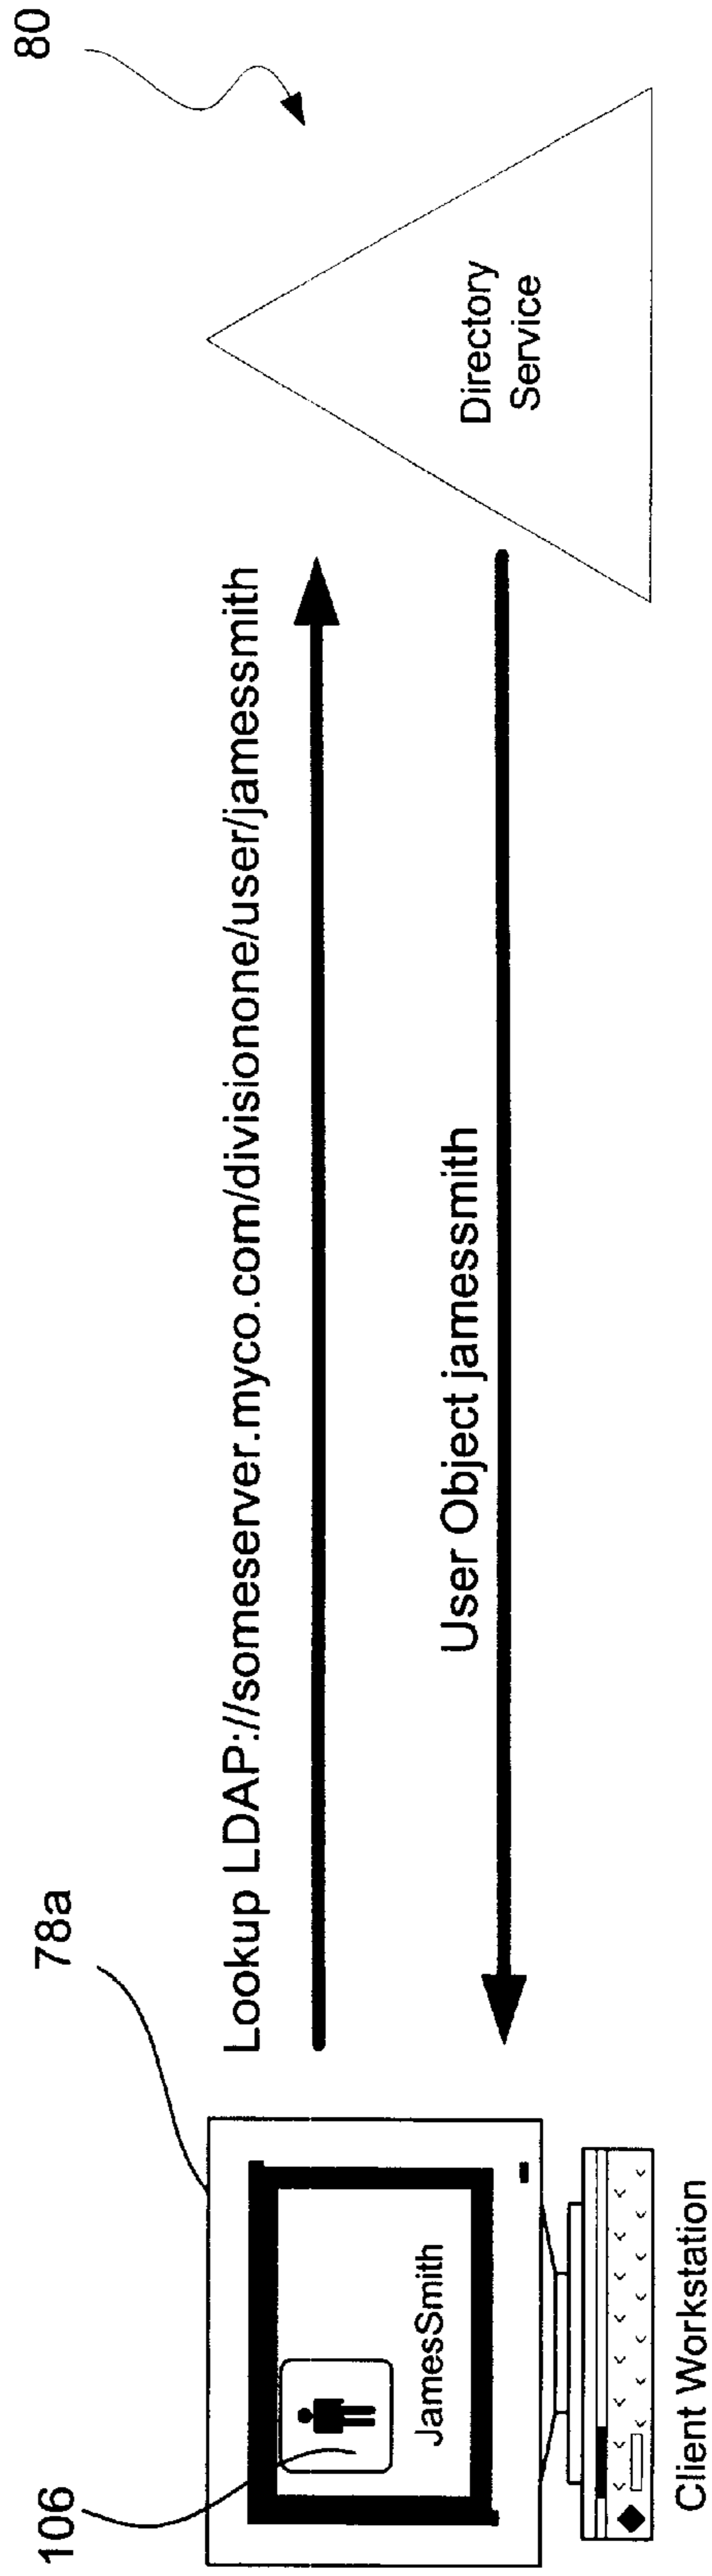 106
78a
80
Lookup LDAP://someserver.myco.com/divisionone/user/jamessmith
User Object jamessmith
JamesSmith
Directory
Service
Client Workstation